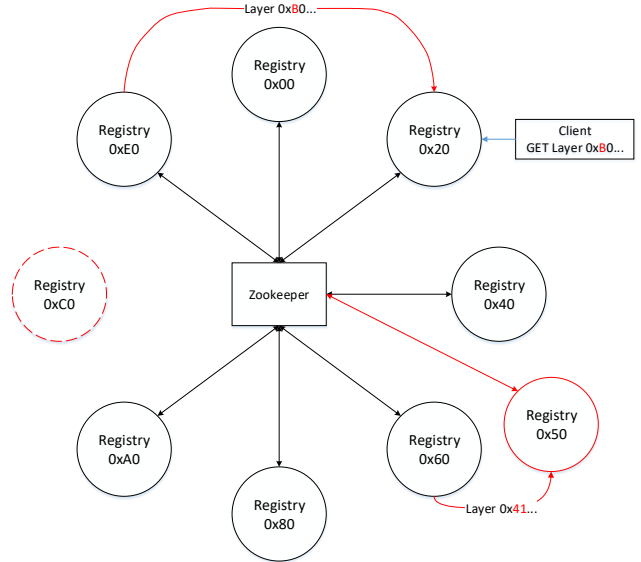 Layer 0xB0...
Registry
0x00
Registry
0xE0
Registry
0x20
Client
GET Layer 0xB0...
Registry
0xC0
Zookeeper
Registry
0x40
Registry
0x50
Registry
0xA0
Registry
0x60
Registry
0x80
Layer 0x41...